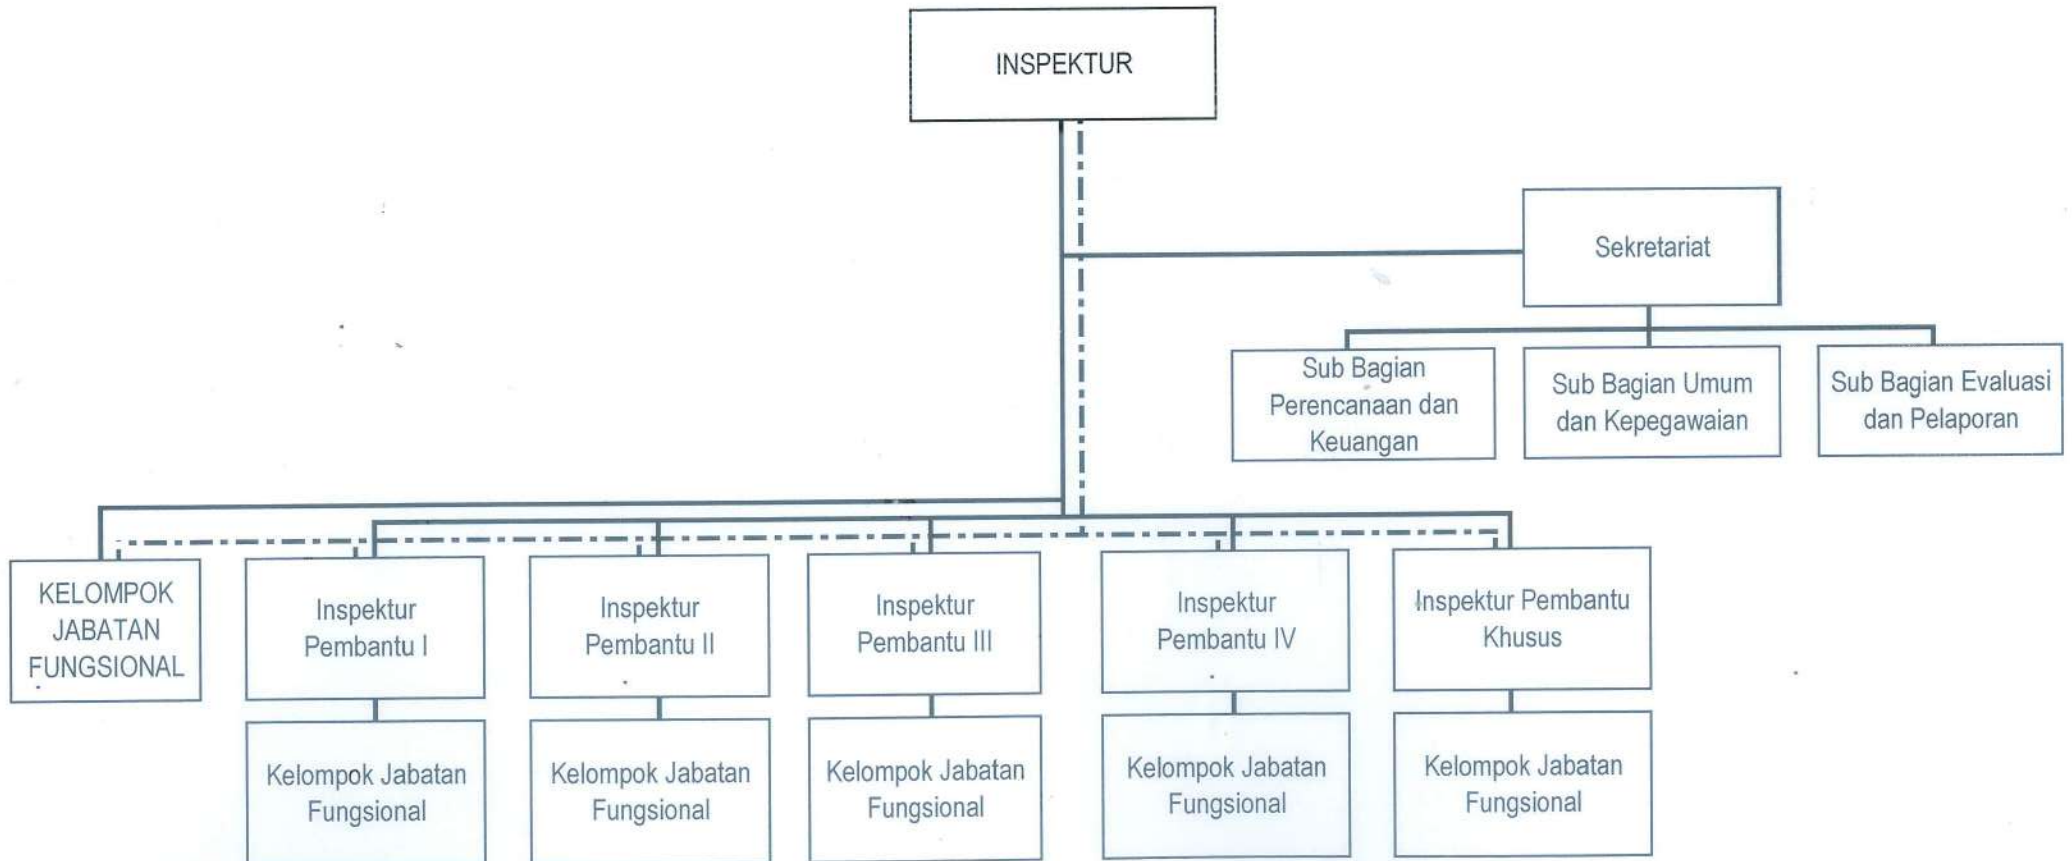 INSPEKTUR
Sekretariat
Sub Bagian
Perencanaan dan
Keuangan
Sub Bagian Umum
dan Kepegawaian
Sub Bagian Evaluasi
dan Pelaporan
KELOMPOK
JABATAN
FUNGSIONAL
Inspektur
Pembantu I
Inspektur
Pembantu II
Inspektur
Pembantu III
Inspektur
Pembantu IV
Inspektur Pembantu
Khusus
Kelompok Jabatan
Fungsional
Kelompok Jabatan
Fungsional
Kelompok Jabatan
Fungsional
Kelompok Jabatan
Fungsional
Kelompok Jabatan
Fungsional